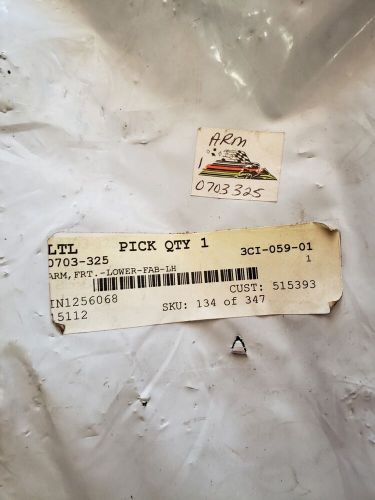 ARM
0703325
LTL PICK QTY 1
0703-325 3CI-059-01
ARM,FRT.-LOWER-FAB-LH 1
IN1256068 CUST: 515393
15112 SKU: 134 of 347